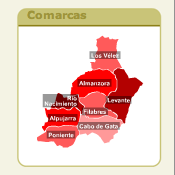 Comarcas
Los Vélez
Almanzora
Río
Nacimiento
Levante
Filabres
Alpujarra
Cabo de Gata
Poniente